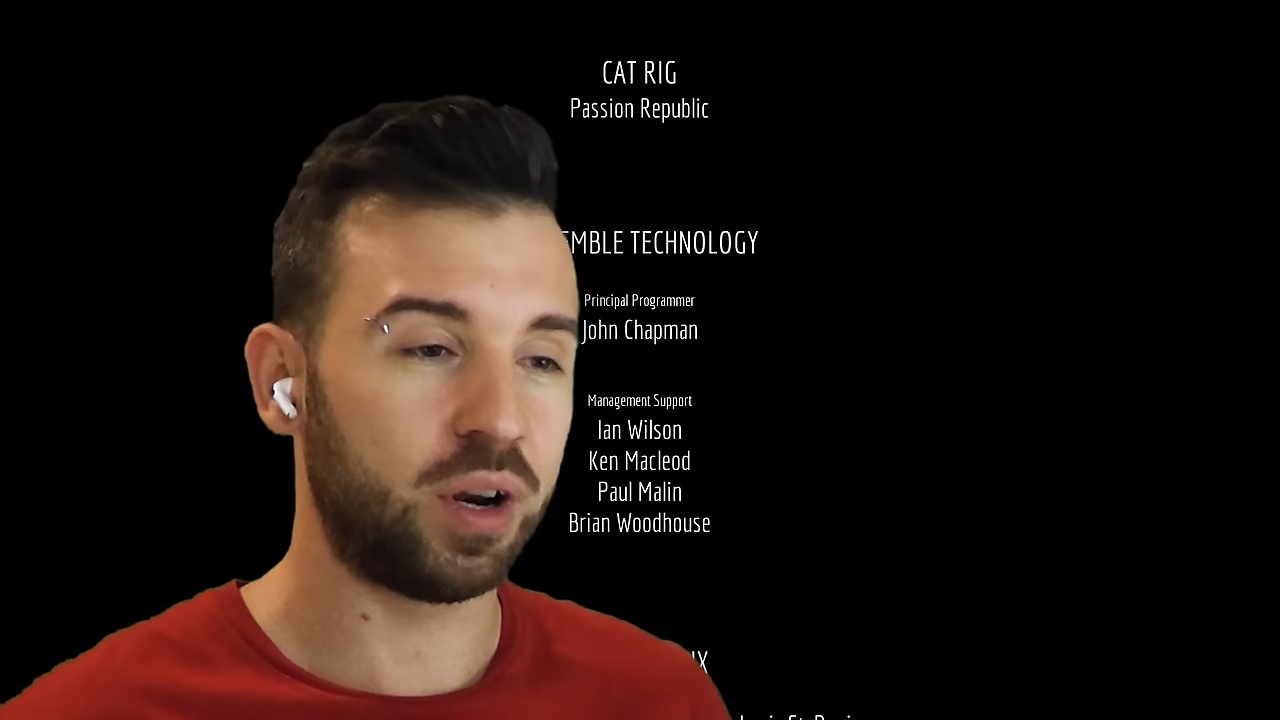 CAT RIG
Passion Republic
EMBLE TECHNOLOGY
Principal Programmer
John Chapman
Management Support
Ian Wilson
Ken Macleod
Paul Malin
Brian Woodhouse